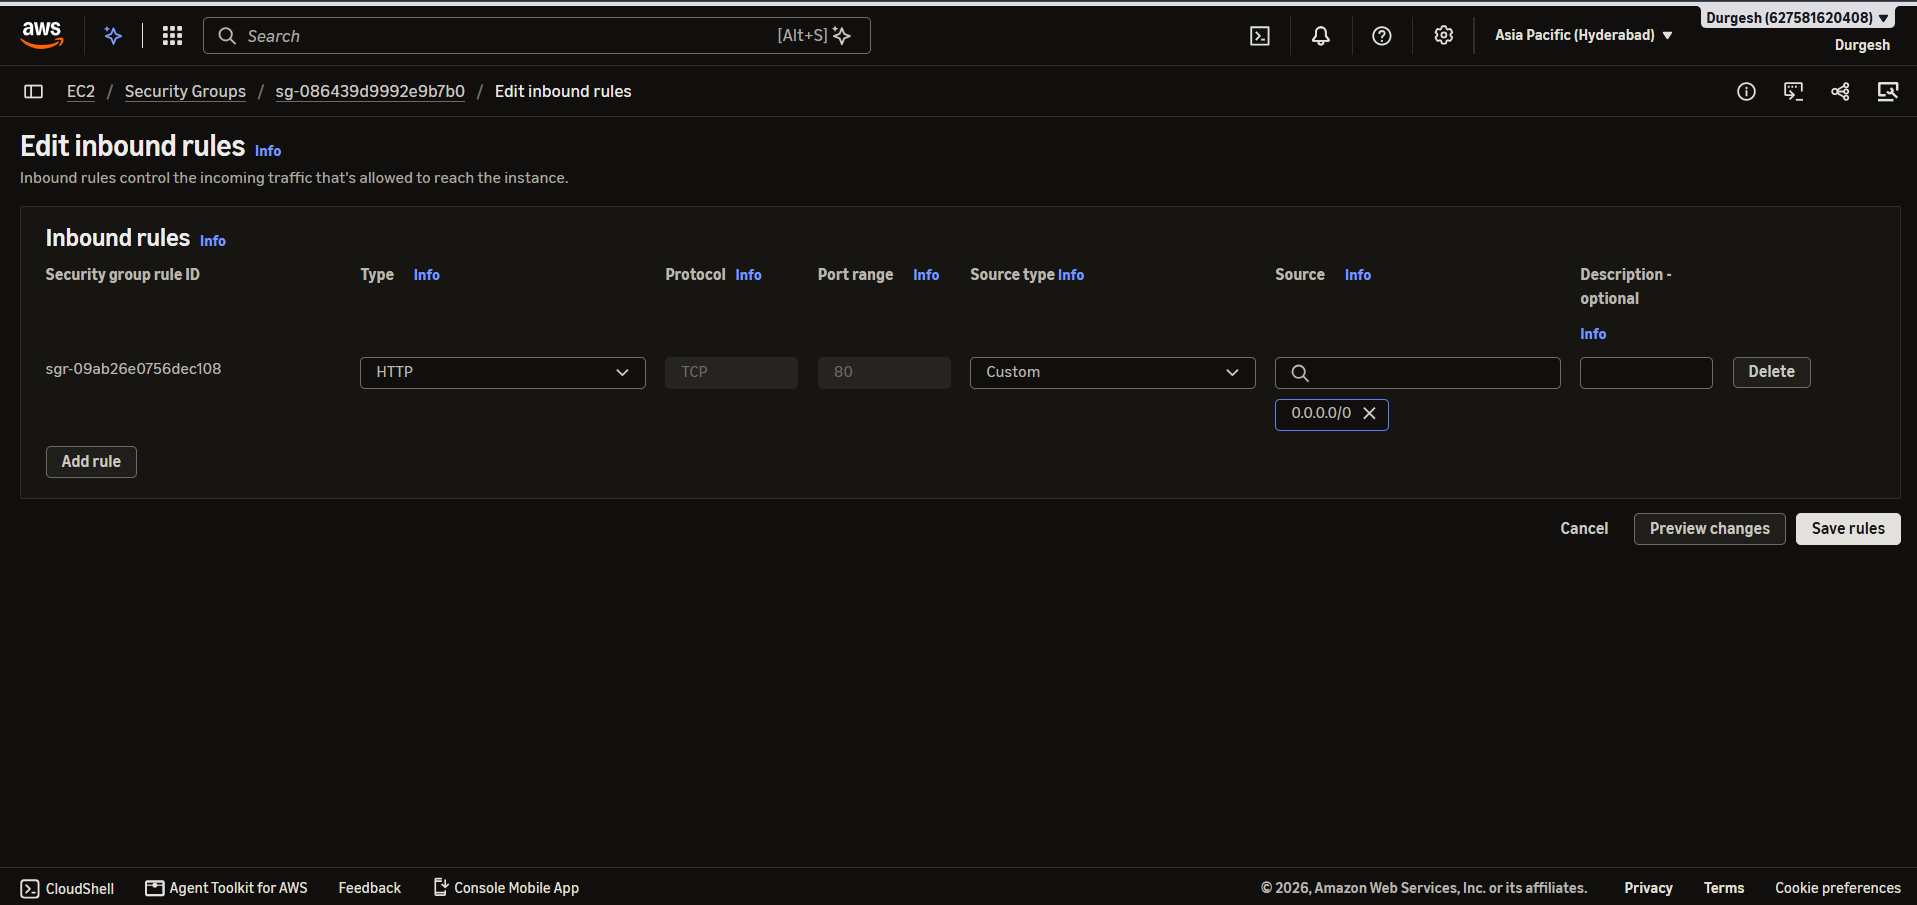 aws
Search [Alt+S]
Asia Pacific (Hyderabad)
Durgesh (627581620408)
Durgesh
EC2 / Security Groups / sg-086439d9992e9b7b0 / Edit inbound rules
Edit inbound rules Info
Inbound rules control the incoming traffic that's allowed to reach the instance.
Inbound rules Info
Security group rule ID Type Info Protocol Info Port range Info Source type Info Source Info Description -
optional
Info
sgr-09ab26e0756dec108 HTTP TCP 80 Custom Delete
0.0.0.0/0
Add rule
Cancel Preview changes Save rules
CloudShell Agent Toolkit for AWS Feedback Console Mobile App © 2026, Amazon Web Services, Inc. or its affiliates. Privacy Terms Cookie preferences